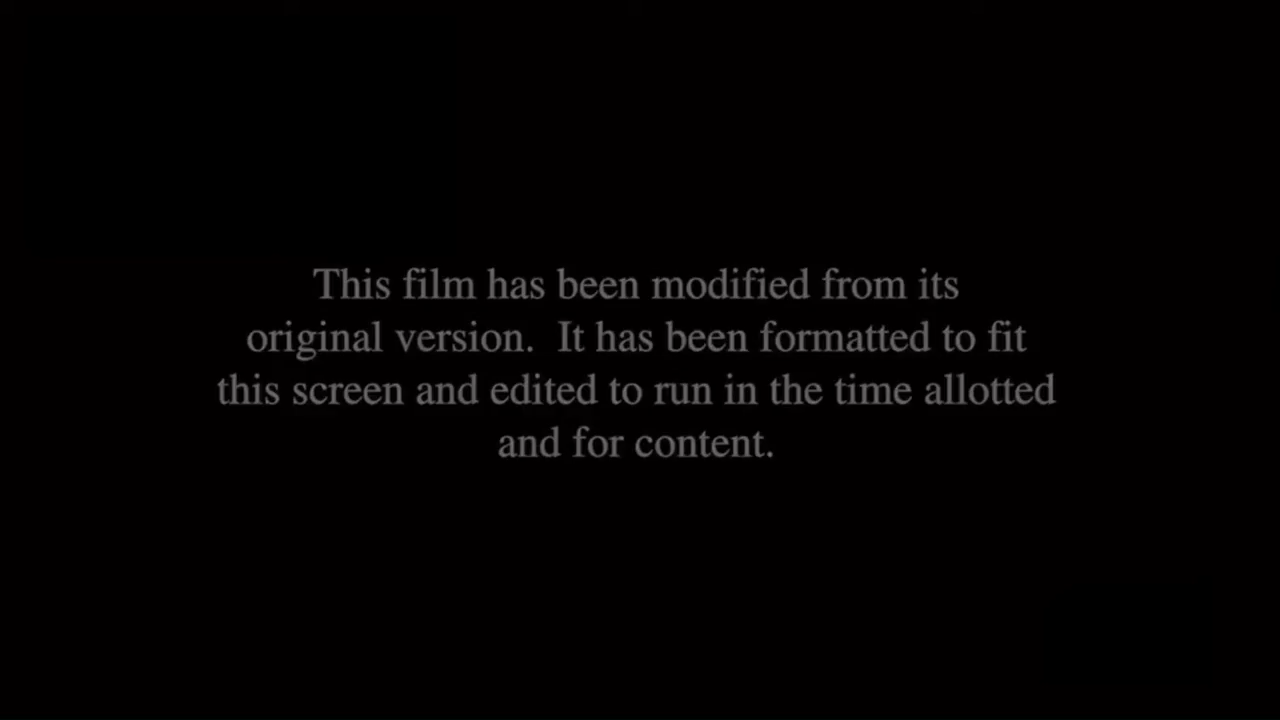 This film has been modified from its
original version.  It has been formatted to fit
this screen and edited to run in the time allotted
and for content.